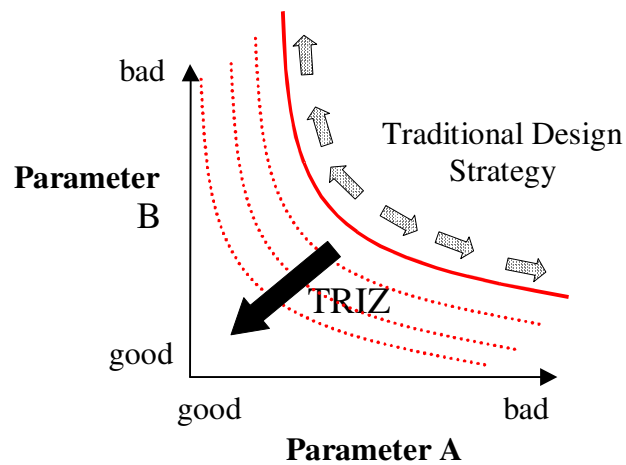 bad
Traditional Design
Strategy
Parameter
B
TRIZ
good
good
bad
Parameter A